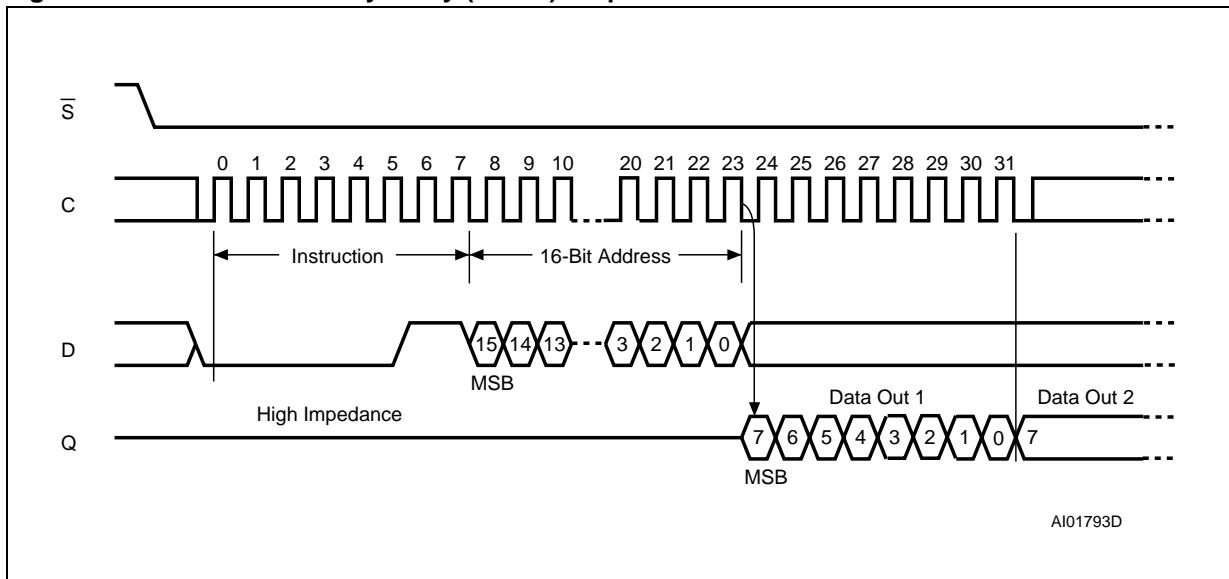 S
0 1 2 3 4 5 6 7 8 9 10 20 21 22 23 24 25 26 27 28 29 30 31
C
Instruction 16-Bit Address
D
15 14 13 3 2 1 0
MSB
High Impedance Data Out 1 Data Out 2
Q
7 6 5 4 3 2 1 0 7
MSB
AI01793D